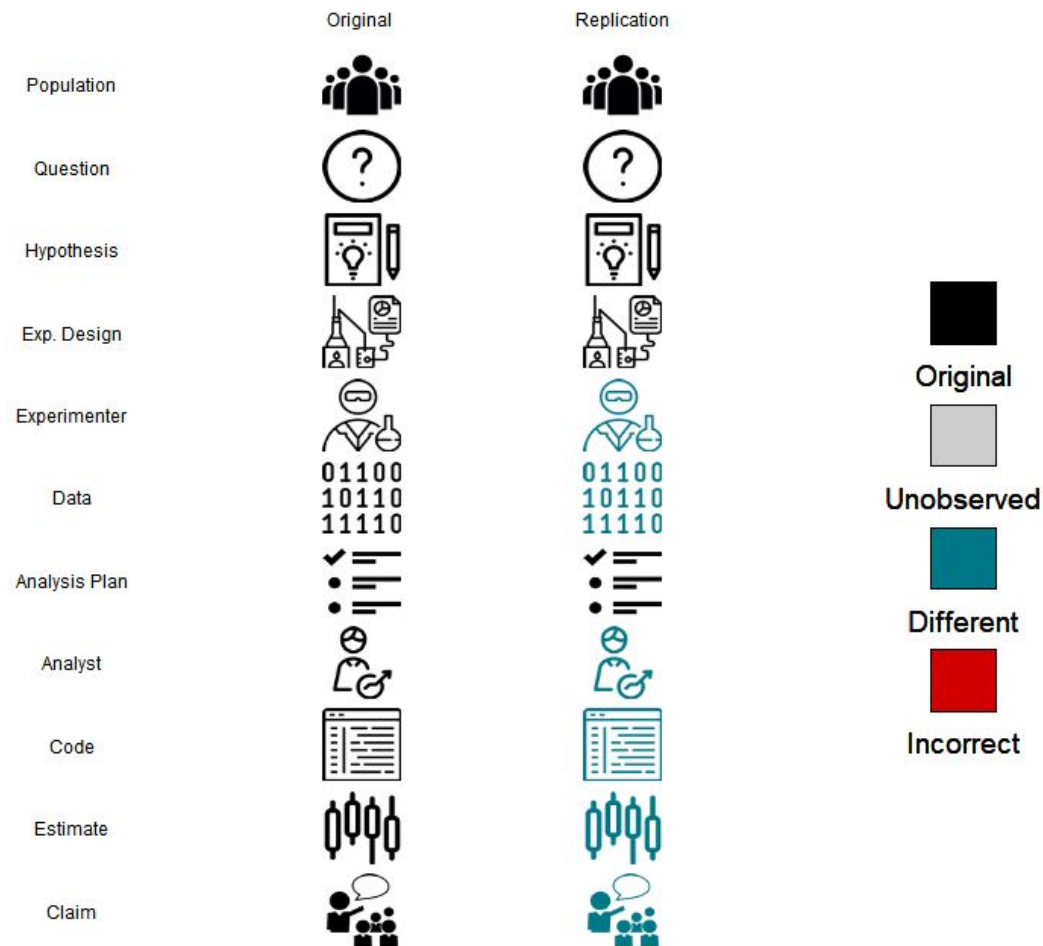 Original Replication
Population
Question
? ?
Hypothesis
Exp. Design
Original
Experimenter
01100 01100
Data 10110 10110
11110 11110
Unobserved
Analysis Plan
Different
Analyst
Code
Incorrect
Estimate
Claim